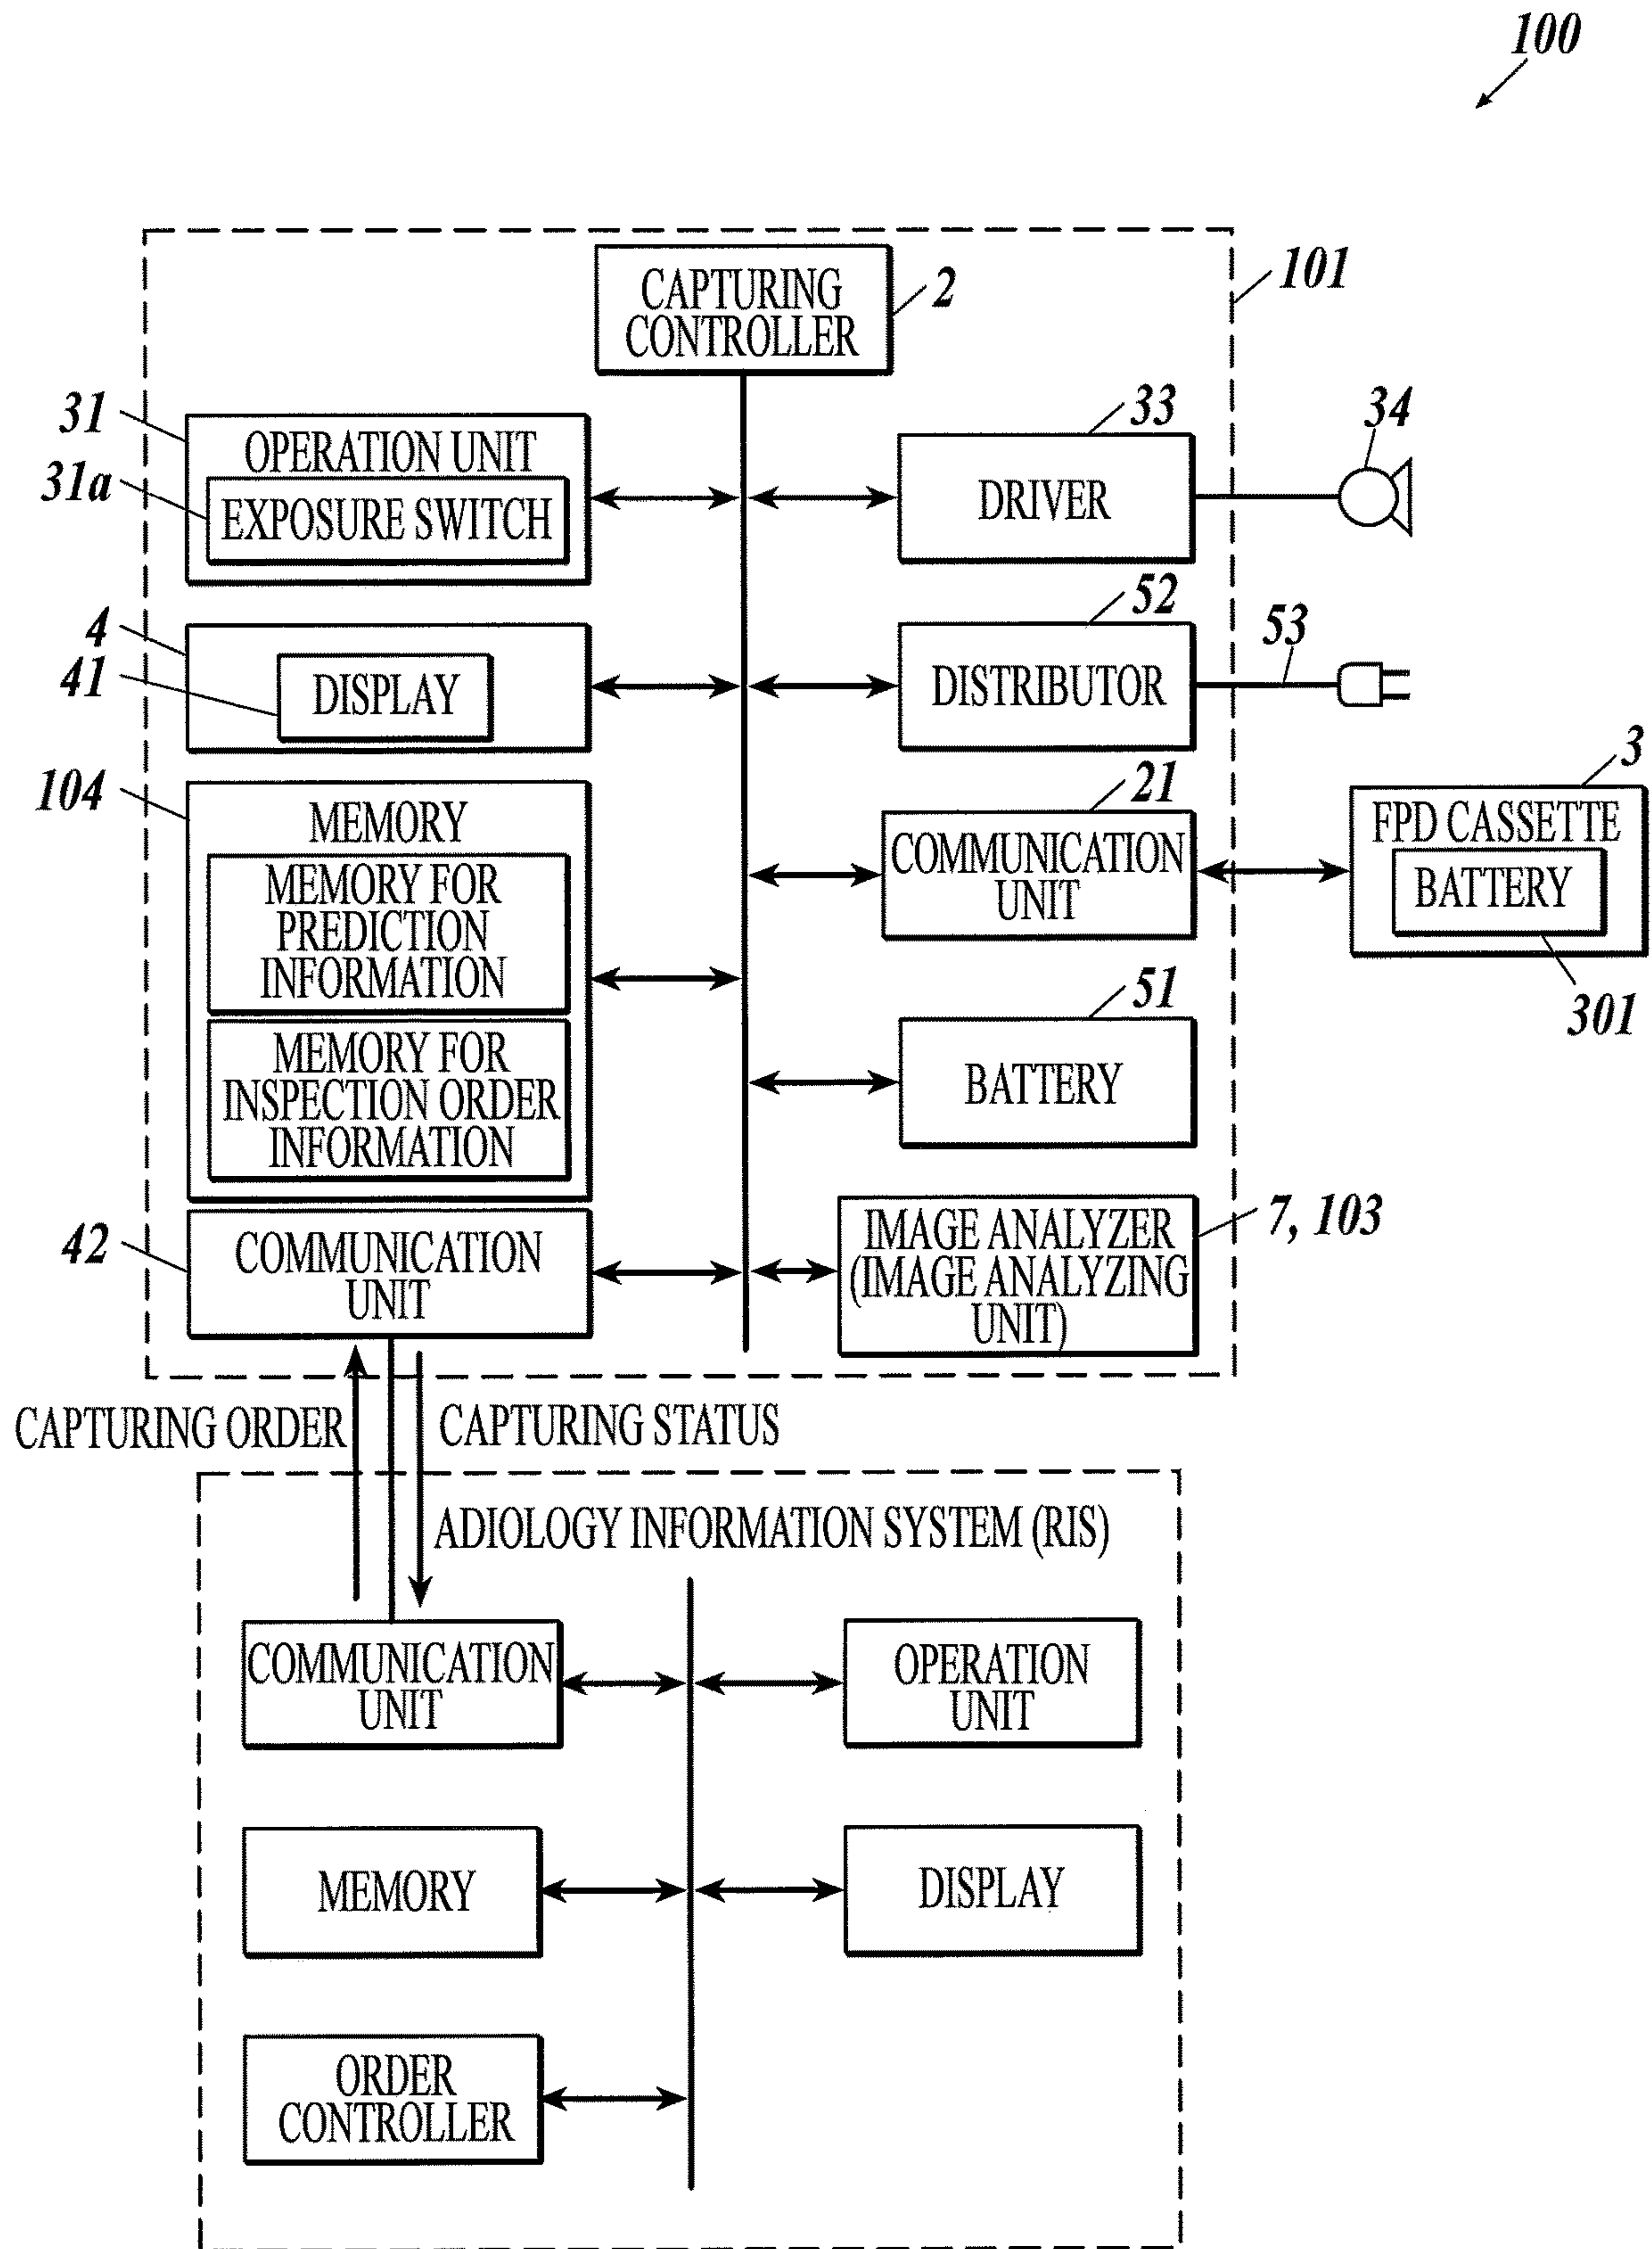 100
101
CAPTURING
CONTROLLER
2
31
OPERATION UNIT
31a
EXPOSURE SWITCH
33
DRIVER
34
4
41
DISPLAY
52
DISTRIBUTOR
53
104
MEMORY
MEMORY FOR
PREDICTION
INFORMATION
MEMORY FOR
INSPECTION ORDER
INFORMATION
21
COMMUNICATION
UNIT
3
FPD CASSETTE
BATTERY
301
51
BATTERY
42
COMMUNICATION
UNIT
7, 103
IMAGE ANALYZER
(IMAGE ANALYZING
UNIT)
CAPTURING ORDER
CAPTURING STATUS
ADIOLOGY INFORMATION SYSTEM (RIS)
COMMUNICATION
UNIT
OPERATION
UNIT
MEMORY
DISPLAY
ORDER
CONTROLLER